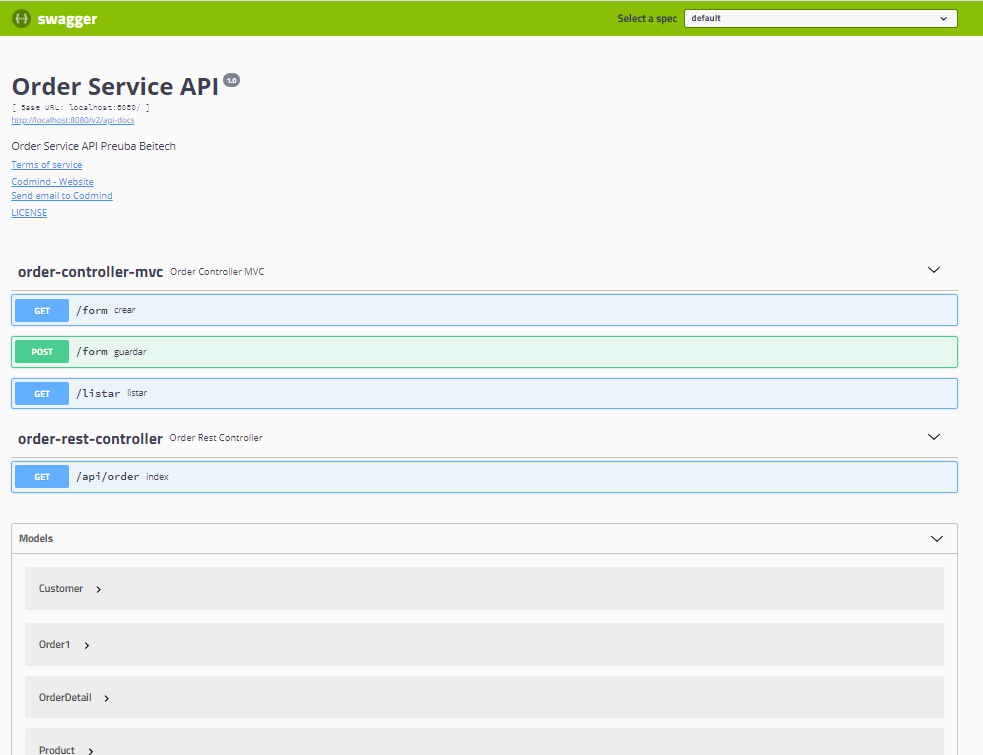 swagger
Select a spec default
Order Service API 1.0
[ Base URL: localhost:8080/ ]
http://localhost:8080/v2/api-docs
Order Service API Preuba Beitech
Terms of service
Codmind - Website
Send email to Codmind
LICENSE
order-controller-mvc Order Controller MVC
GET /form crear
POST /form guardar
GET /listar listar
order-rest-controller Order Rest Controller
GET /api/order index
Models
Customer
Order1
OrderDetail
Product